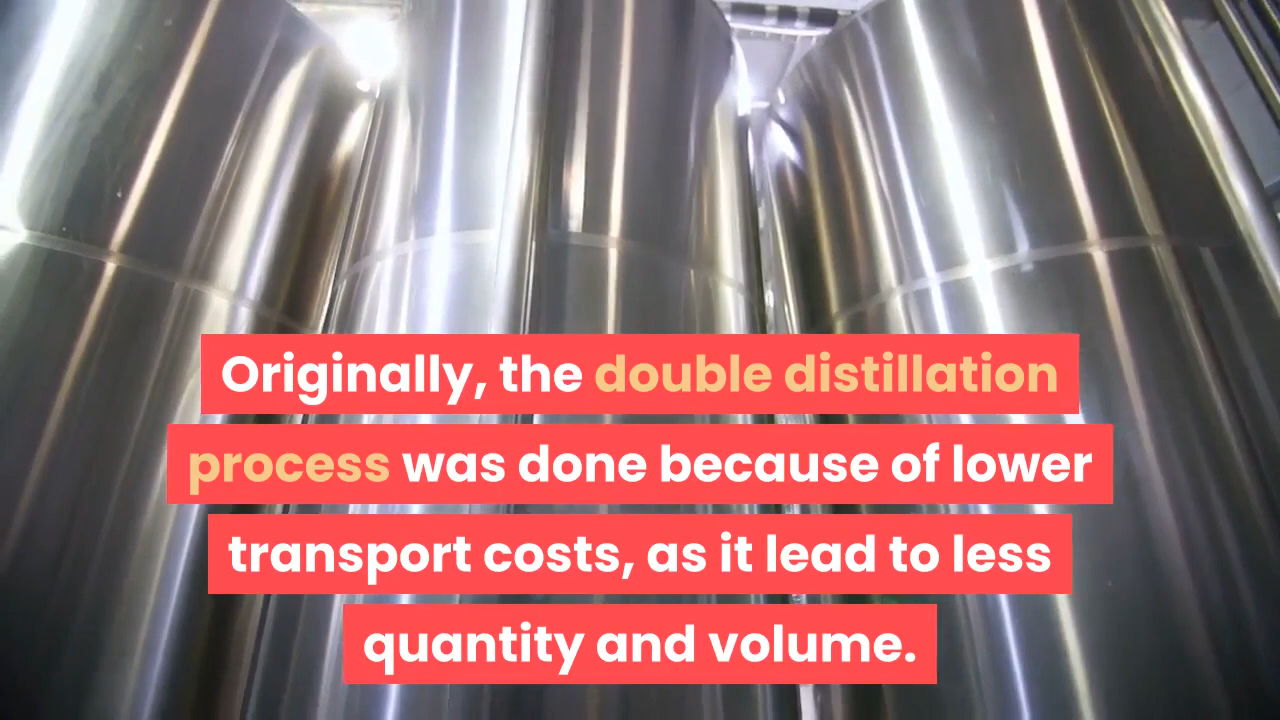 Originally, the double distillation
process was done because of lower
transport costs, as it lead to less
quantity and volume.